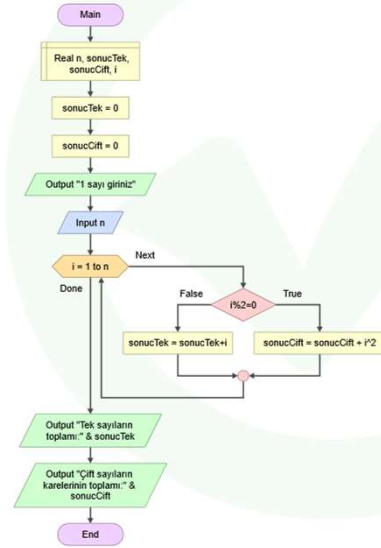 Main
Real n, sonucTek,
sonucCift, i
sonucTek = 0
sonucCift = 0
Output "1 sayı giriniz"
Input n
i = 1 to n
Next
Done
i%2=0
False
True
sonucTek = sonucTek+i
sonucCift = sonucCift + i^2
Output "Tek sayıların
toplamı:" & sonucTek
Output "Çift sayıların
karelerinin toplamı:" &
sonucCift
End